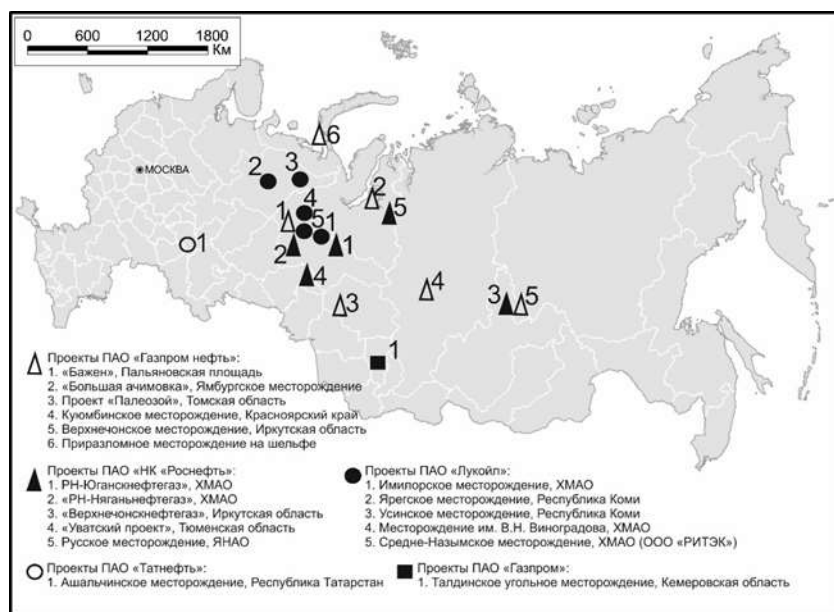 0 600 1200 1800
Км
6
2 3
МОСКВА
2
4
1 5
5 1
1
2 1
4
3
4
3 5
1
Проекты ПАО «Газпром нефть»:
1. «Бажен», Пальяновская площадь
2. «Большая ачимовка», Ямбургское месторождение
3. Проект «Палеозой», Томская область
4. Куюмбинское месторождение, Красноярский край
5. Верхнечонское месторождение, Иркутская область
6. Приразломное месторождение на шельфе
Проекты ПАО «НК «Роснефть»:
1. РН-Юганскнефтегаз», ХМАО
2. «РН-Няганьнефтегаз», ХМАО
3. «Верхнечонскнефтегаз», Иркутская область
4. «Уватский проект», Тюменская область
5. Русское месторождение, ЯНАО
Проекты ПАО «Лукойл»:
1. Имилорское месторождение, ХМАО
2. Ярегское месторождение, Республика Коми
3. Усинское месторождение, Республика Коми
4. Месторождение им. В.Н. Виноградова, ХМАО
5. Средне-Назымское месторождение, ХМАО (ООО «РИТЭК»)
Проекты ПАО «Татнефть»:
1. Ашальчинское месторождение, Республика Татарстан
Проекты ПАО «Газпром»:
1. Талдинское угольное месторождение, Кемеровская область